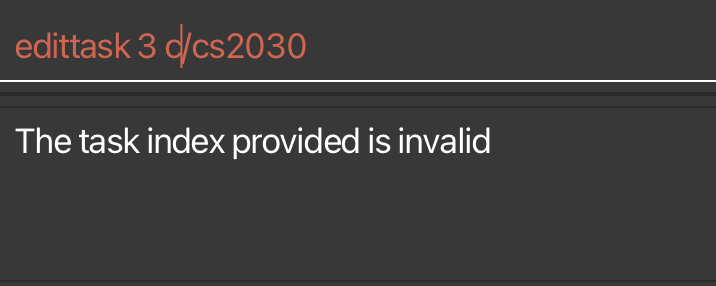 edittask 3 c/cs2030
The task index provided is invalid